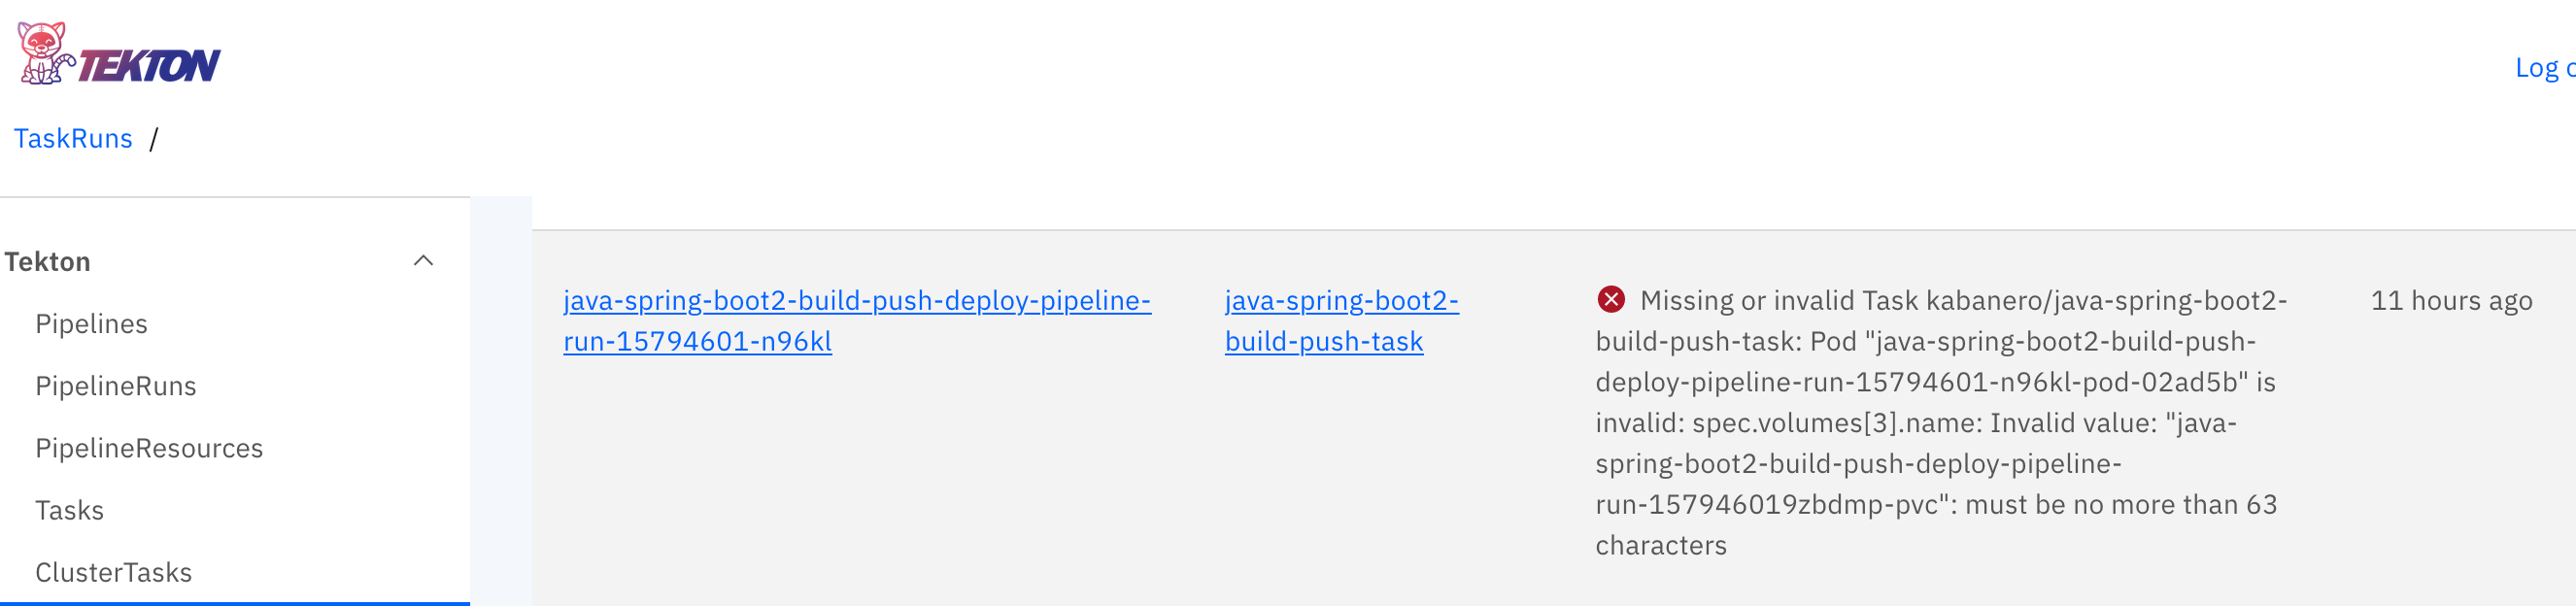 TEKTON
Log
TaskRuns /
Tekton
Pipelines
PipelineRuns
PipelineResources
Tasks
ClusterTasks
java-spring-boot2-build-push-deploy-pipeline-
run-15794601-n96kl
java-spring-boot2-
build-push-task
Missing or invalid Task kabanero/java-spring-boot2-
build-push-task: Pod "java-spring-boot2-build-push-
deploy-pipeline-run-15794601-n96kl-pod-02ad5b" is
invalid: spec.volumes[3].name: Invalid value: "java-
spring-boot2-build-push-deploy-pipeline-
run-157946019zbdmp-pvc": must be no more than 63
characters
11 hours ago